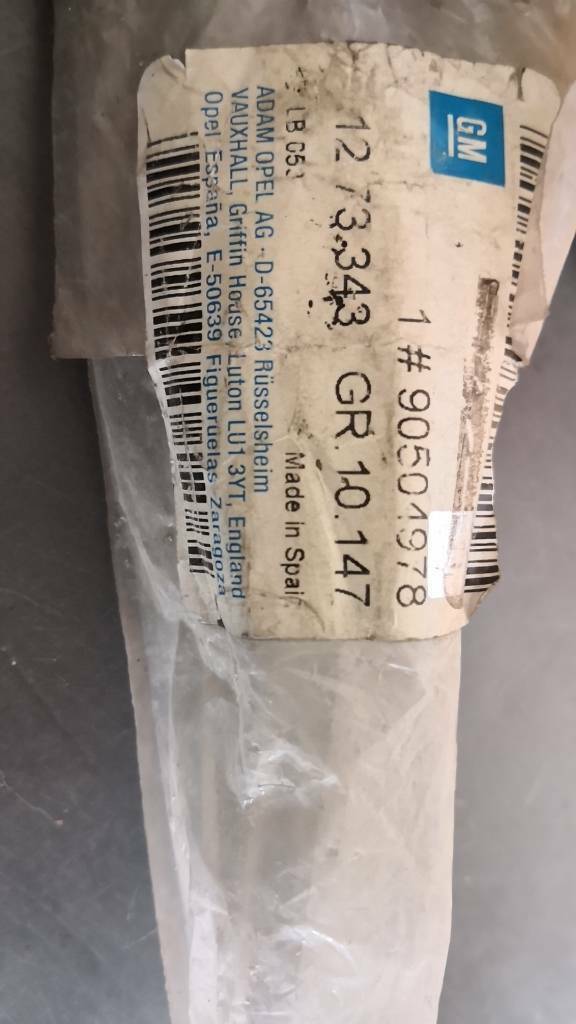 GM
1 # 90504978
12 73.343 GR.10.147
LB 053 Made in Spain
ADAM OPEL AG · D-65423 Rüsselsheim
VAUXHALL, Griffin House Luton LU1 3YT, England
Opel España, E-50639 Figueruelas Zaragoza